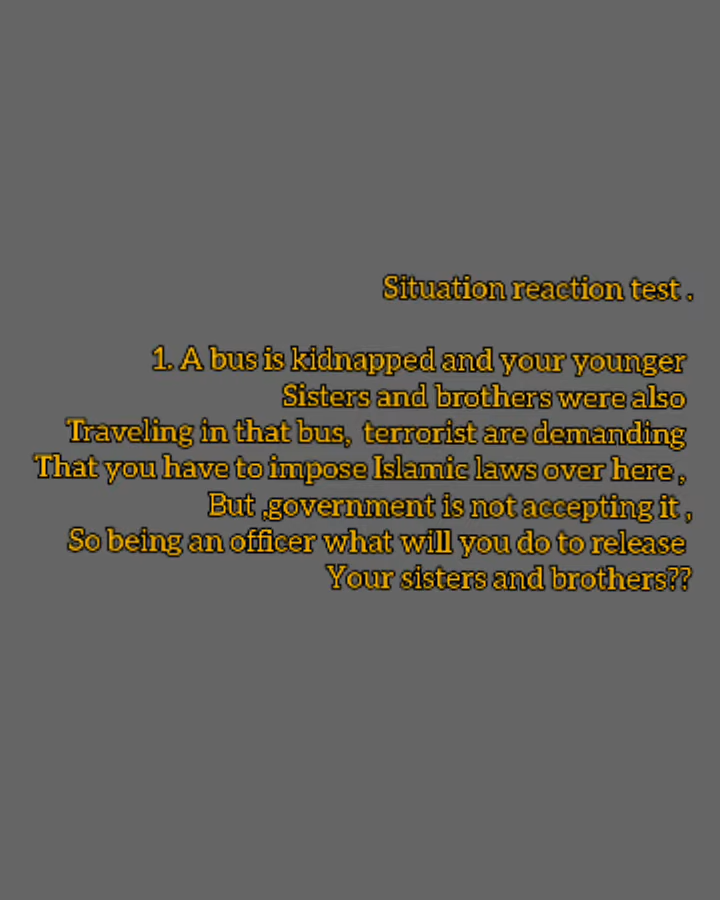 Situation reaction test .
1. A bus is kidnapped and your younger
Sisters and brothers were also
Traveling in that bus, terrorist are demanding
That you have to impose Islamic laws over here ,
But ,government is not accepting it ,
So being an officer what will you do to release
Your sisters and brothers??